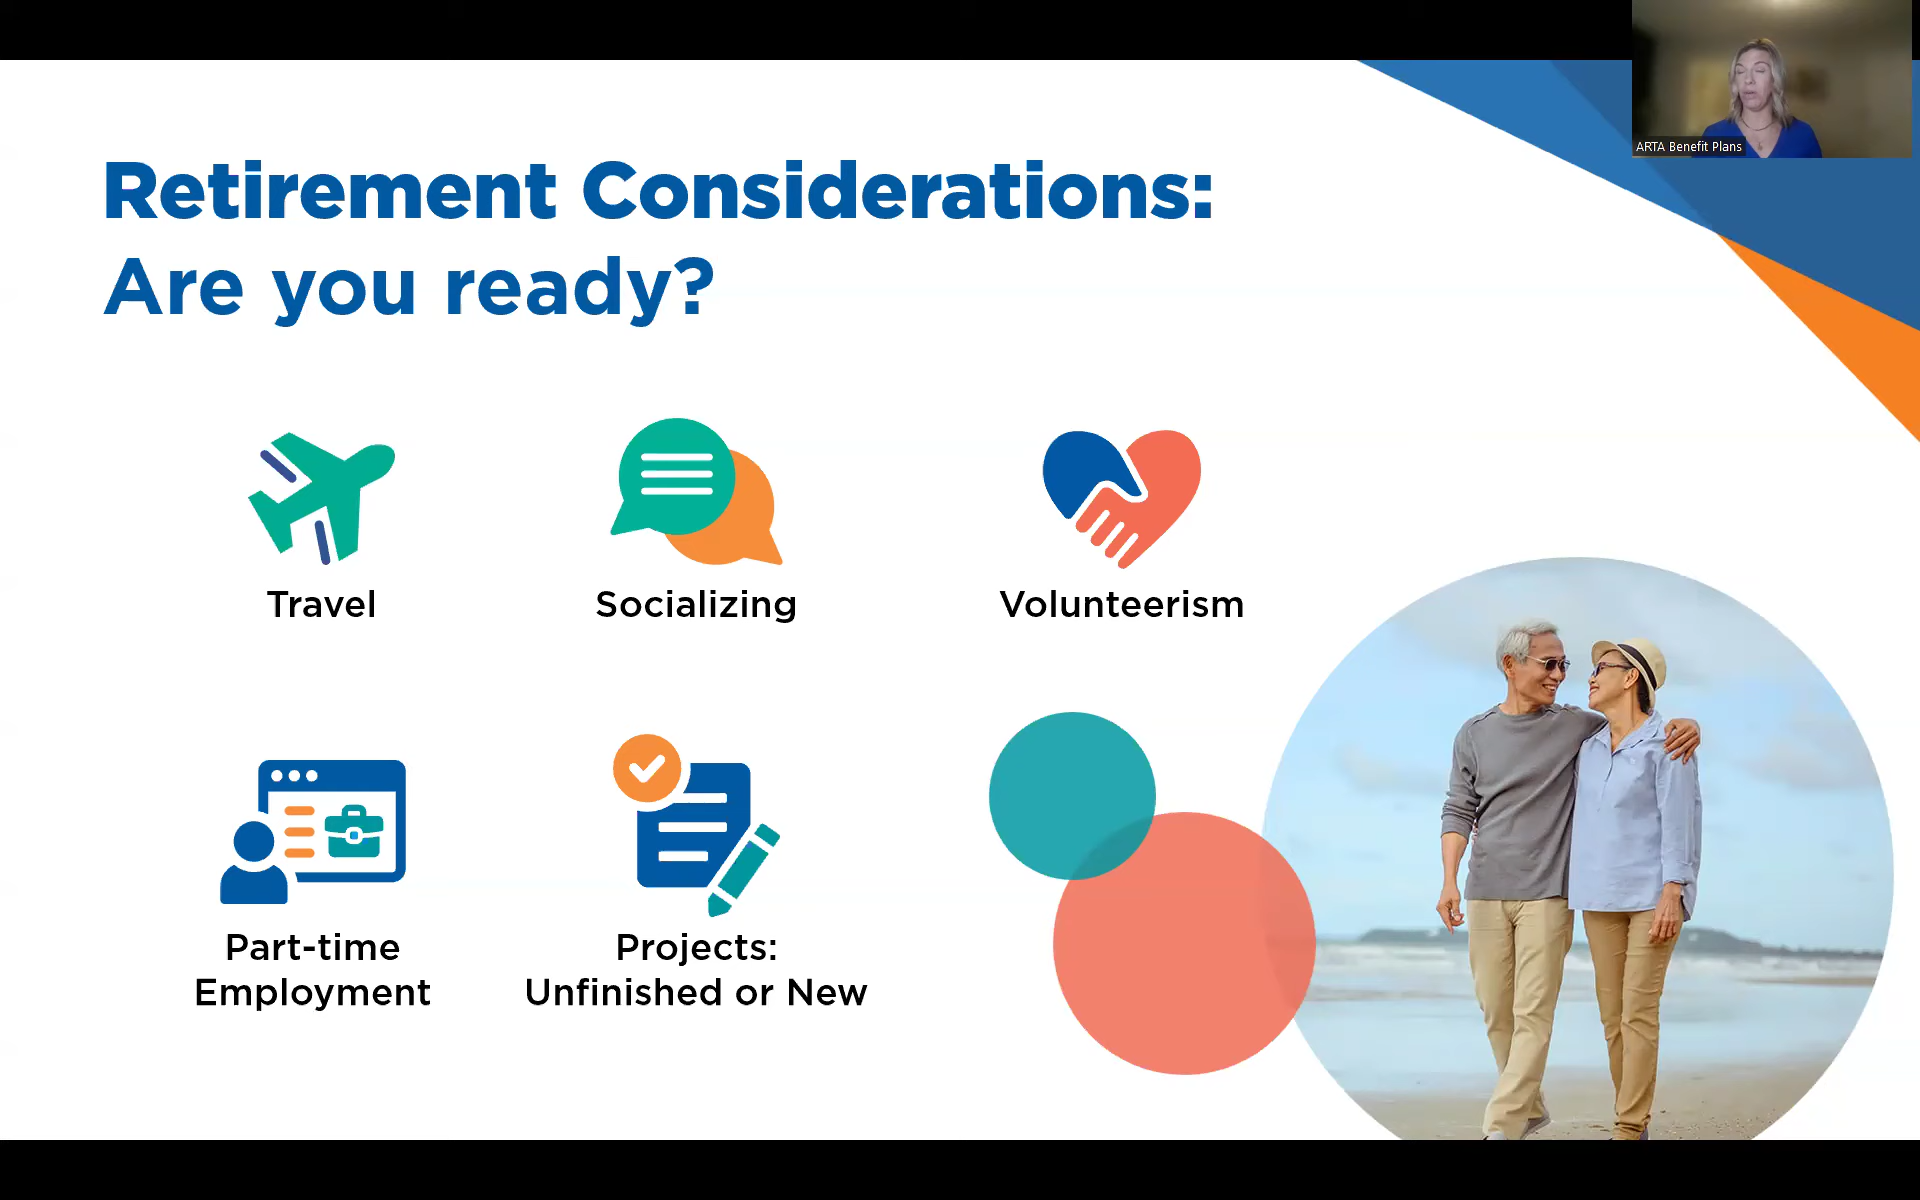 ARTA Benefit Plans
Retirement Considerations:
Are you ready?
Travel
Socializing
Volunteerism
Part-time
Employment
Projects:
Unfinished or New